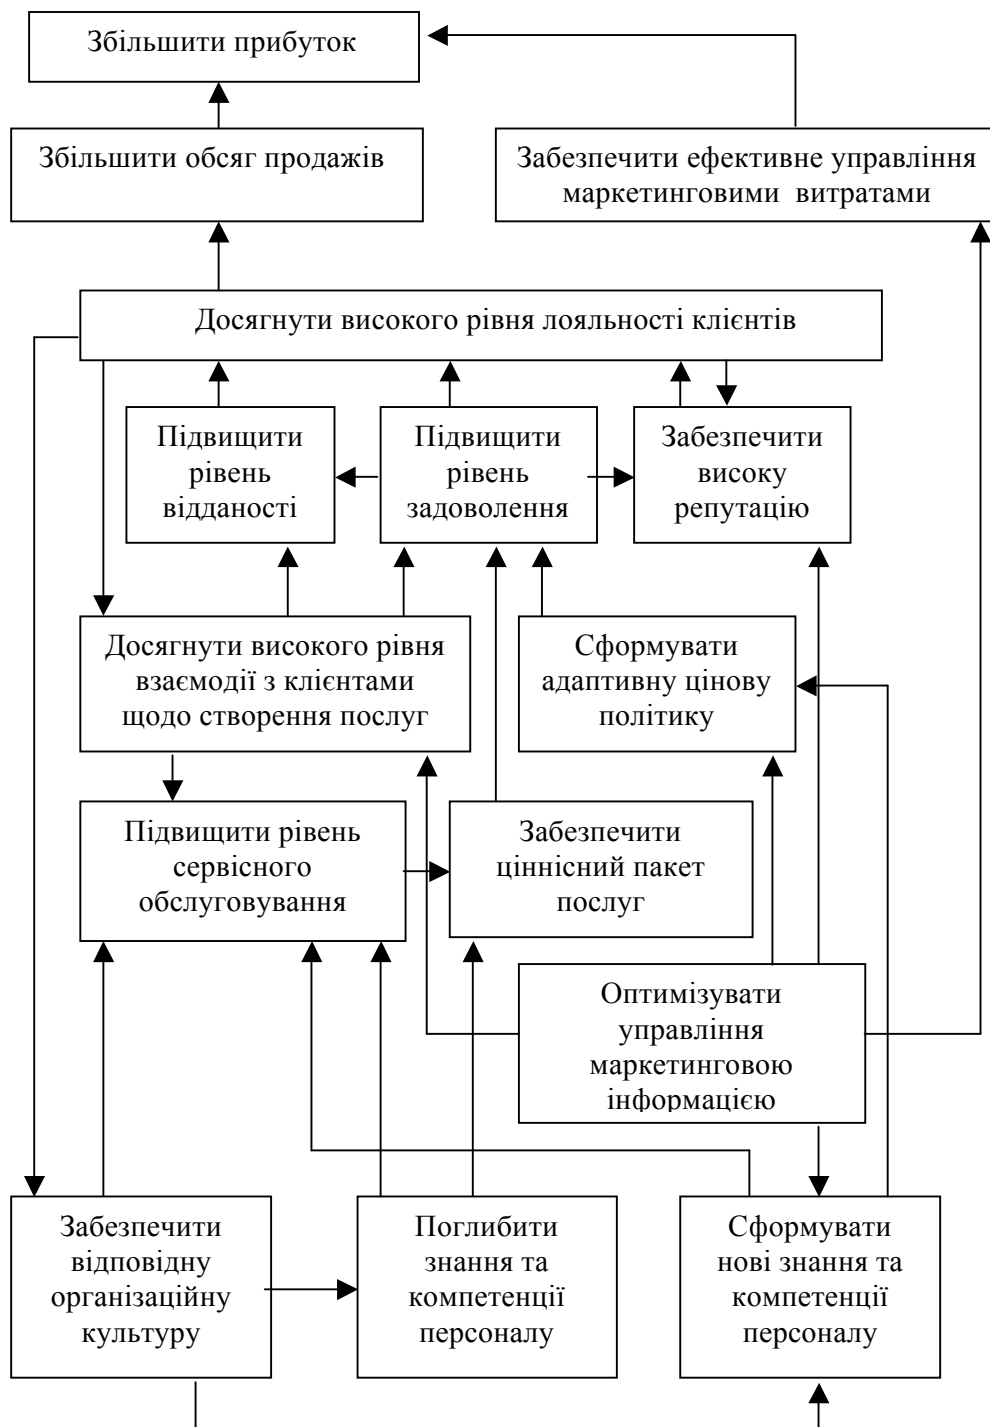 Збільшити прибуток
Збільшити обсяг продажів
Забезпечити ефективне управління
маркетинговими витратами
Досягнути високого рівня лояльності клієнтів
Підвищити
рівень
відданості
Підвищити
рівень
задоволення
Забезпечити
високу
репутацію
Досягнути високого рівня
взаємодії з клієнтами
щодо створення послуг
Сформувати
адаптивну цінову
політику
Підвищити рівень
сервісного
обслуговування
Забезпечити
ціннісний пакет
послуг
Оптимізувати
управління
маркетинговою
інформацією
Забезпечити
відповідну
організаційну
культуру
Поглибити
знання та
компетенції
персоналу
Сформувати
нові знання та
компетенції
персоналу